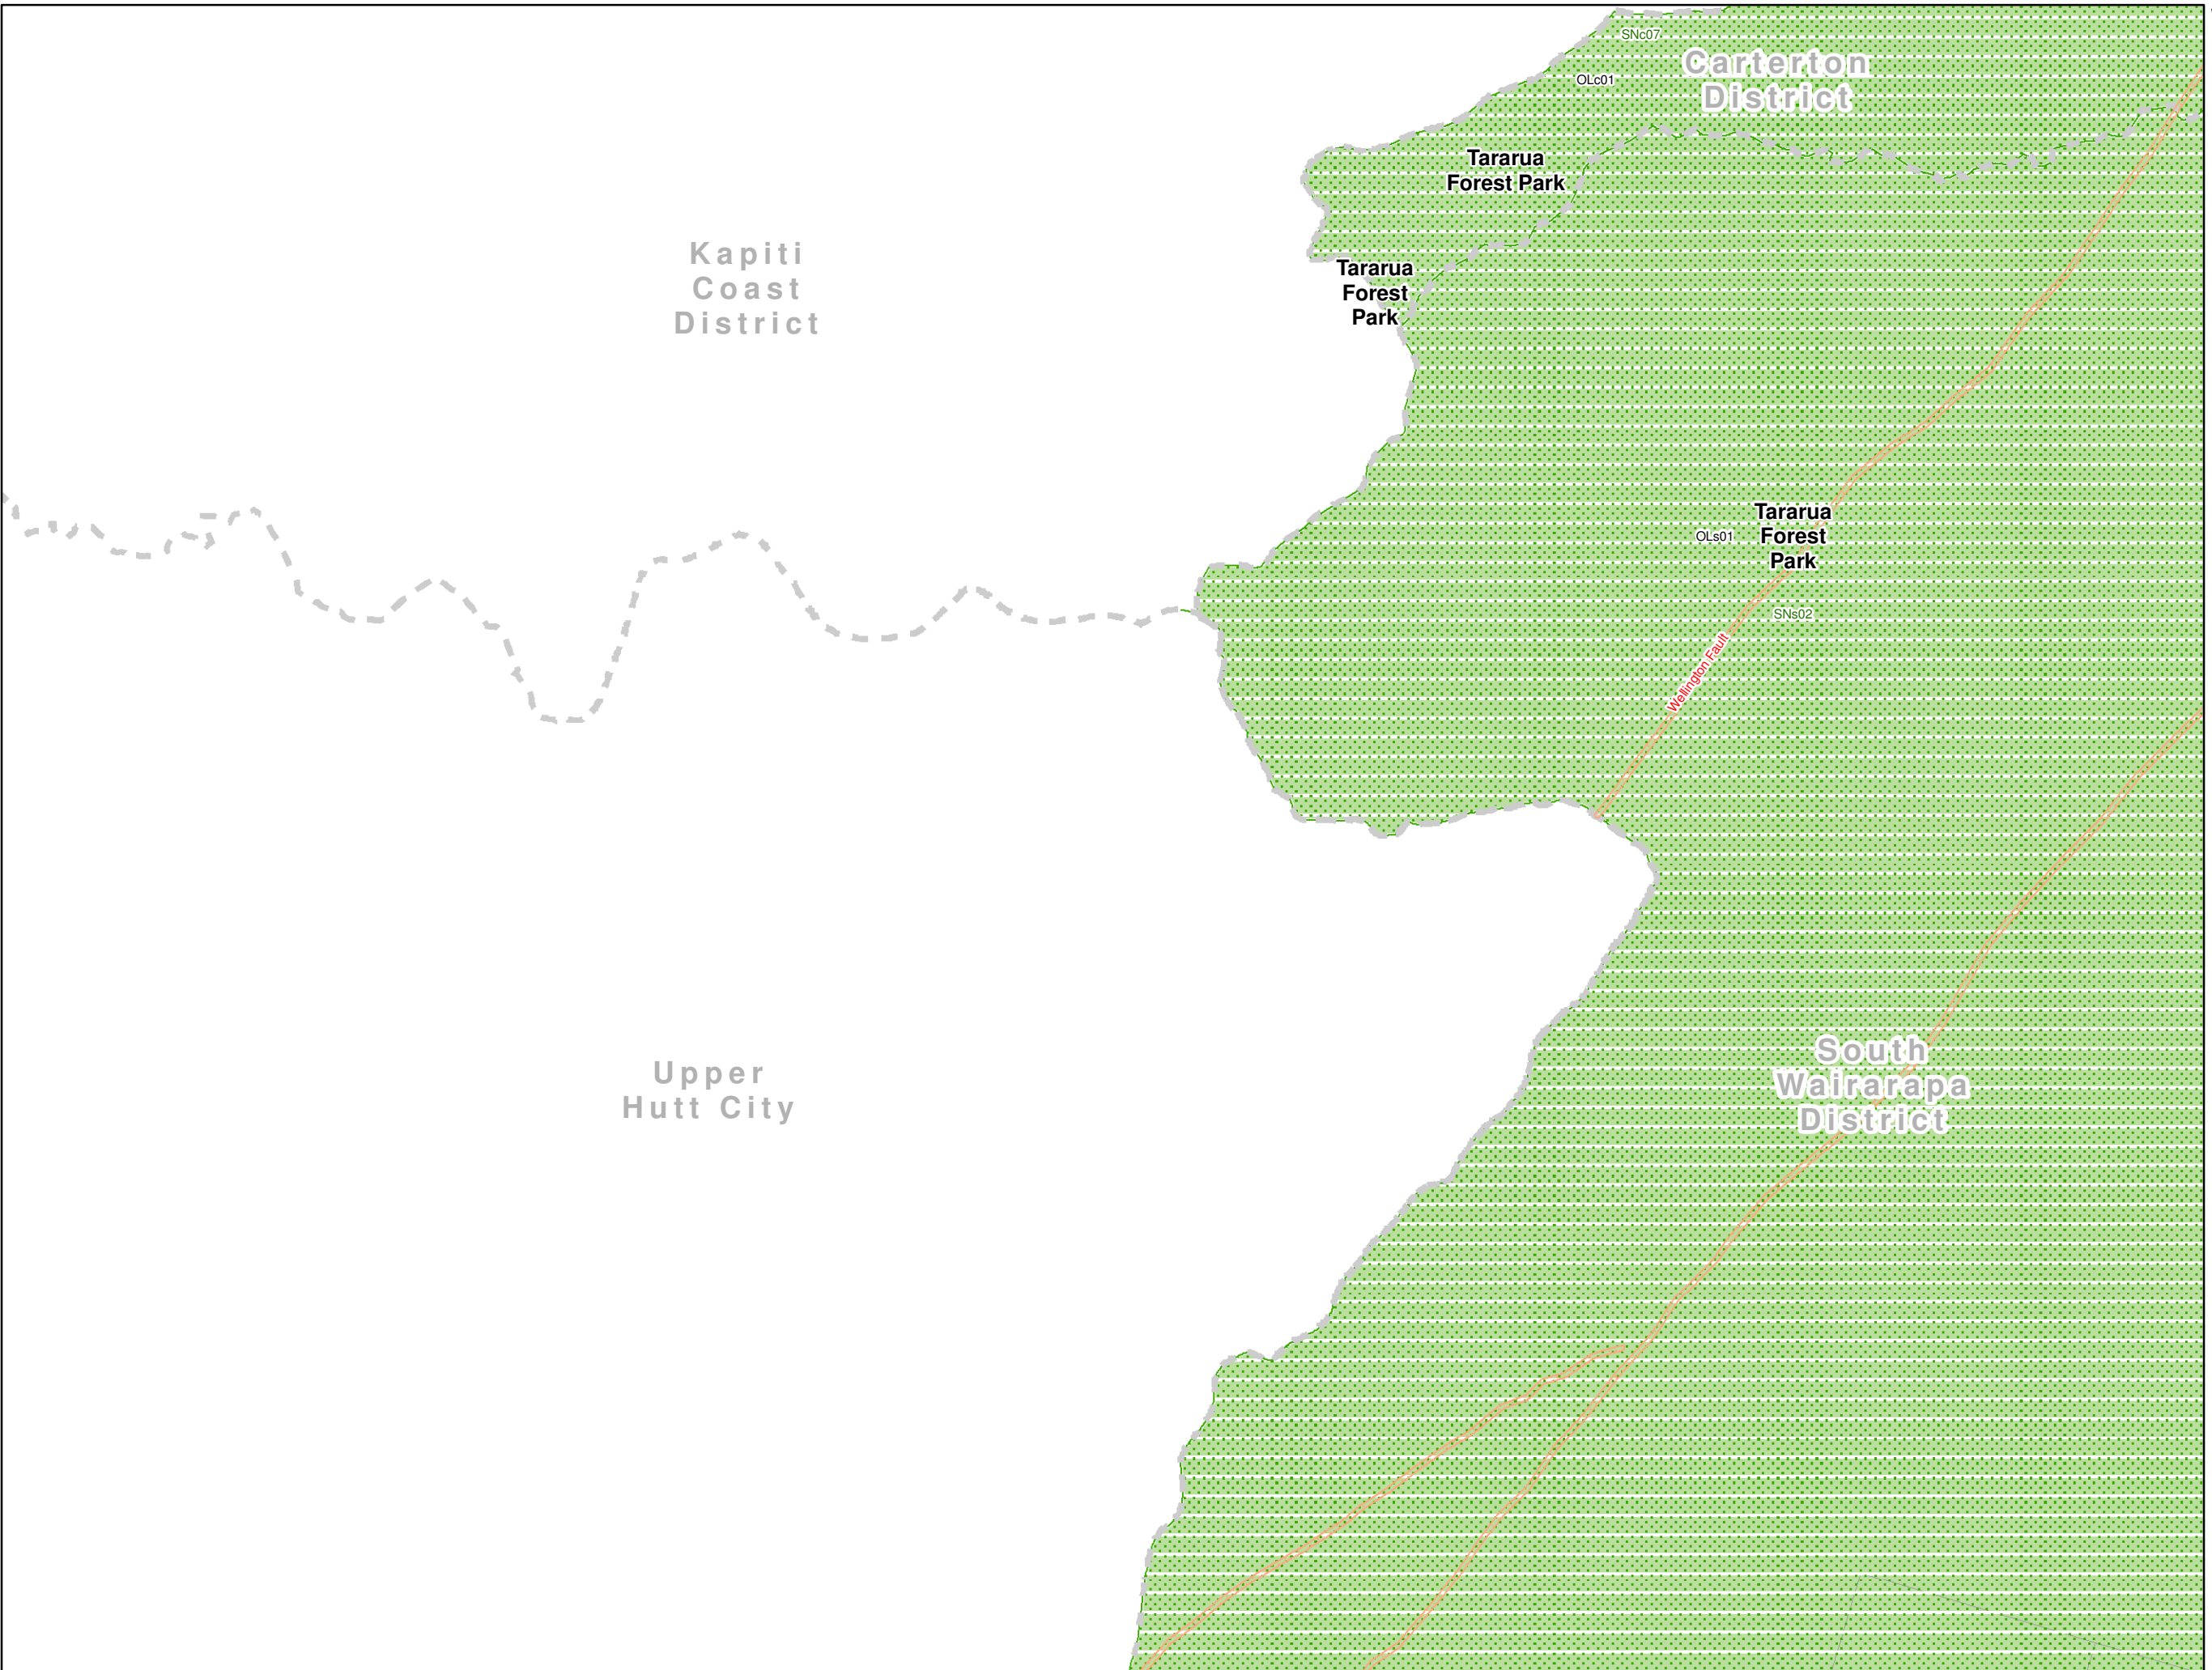 SNc07
Carterton
District
OLc01
Tararua
Forest Park
Kapiti
Coast
District
Tararua
Forest
Park
Tararua
Forest
Park
OLs01
SNs02
Wellington Fault
South
Wairarapa
District
Upper
Hutt City